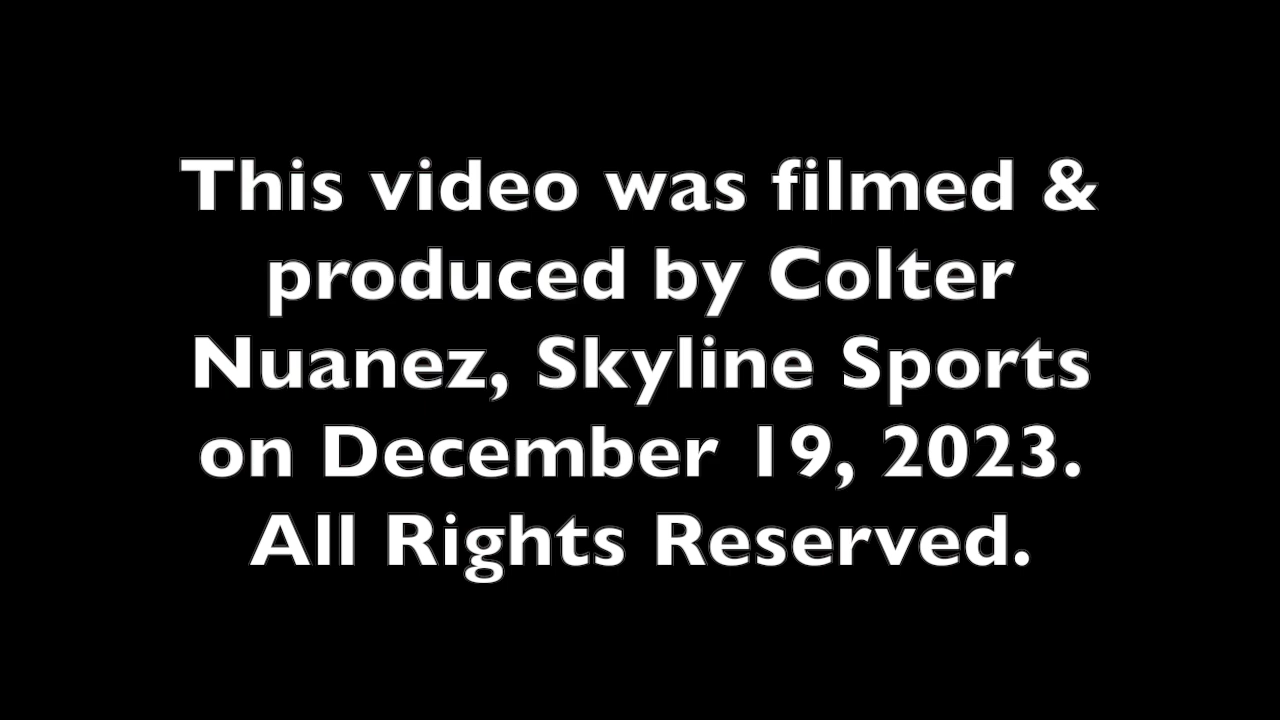 This video was filmed &
produced by Colter
Nuanez, Skyline Sports
on December 19, 2023.
All Rights Reserved.